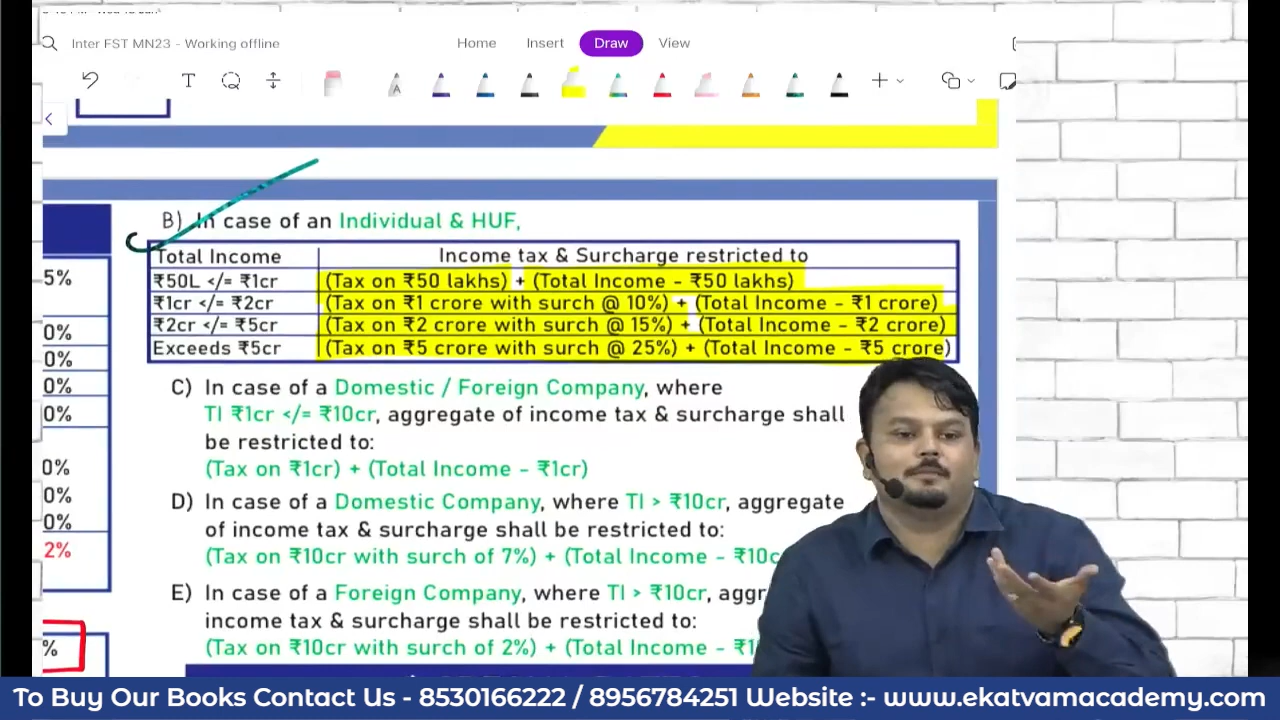 Inter FST MN23 - Working offline
Home Insert Draw View
T
A
5%
0%
0%
0%
0%
0%
0%
0%
2%
%
B) In case of an Individual & HUF,
Total Income Income tax & Surcharge restricted to
₹50L </= ₹1cr (Tax on ₹50 lakhs) + (Total Income - ₹50 lakhs)
₹1cr </= ₹2cr (Tax on ₹1 crore with surch @ 10%) + (Total Income - ₹1 crore)
₹2cr </= ₹5cr (Tax on ₹2 crore with surch @ 15%) + (Total Income - ₹2 crore)
Exceeds ₹5cr (Tax on ₹5 crore with surch @ 25%) + (Total Income - ₹5 crore)
C) In case of a Domestic / Foreign Company, where
TI ₹1cr </= ₹10cr, aggregate of income tax & surcharge shall
be restricted to:
(Tax on ₹1cr) + (Total Income - ₹1cr)
D) In case of a Domestic Company, where TI > ₹10cr, aggregate
of income tax & surcharge shall be restricted to:
(Tax on ₹10cr with surch of 7%) + (Total Income - ₹10c
E) In case of a Foreign Company, where TI > ₹10cr, aggr
income tax & surcharge shall be restricted to:
(Tax on ₹10cr with surch of 2%) + (Total Income - ₹1
To Buy Our Books Contact Us - 8530166222 / 8956784251 Website :- www.ekatvamacademy.com